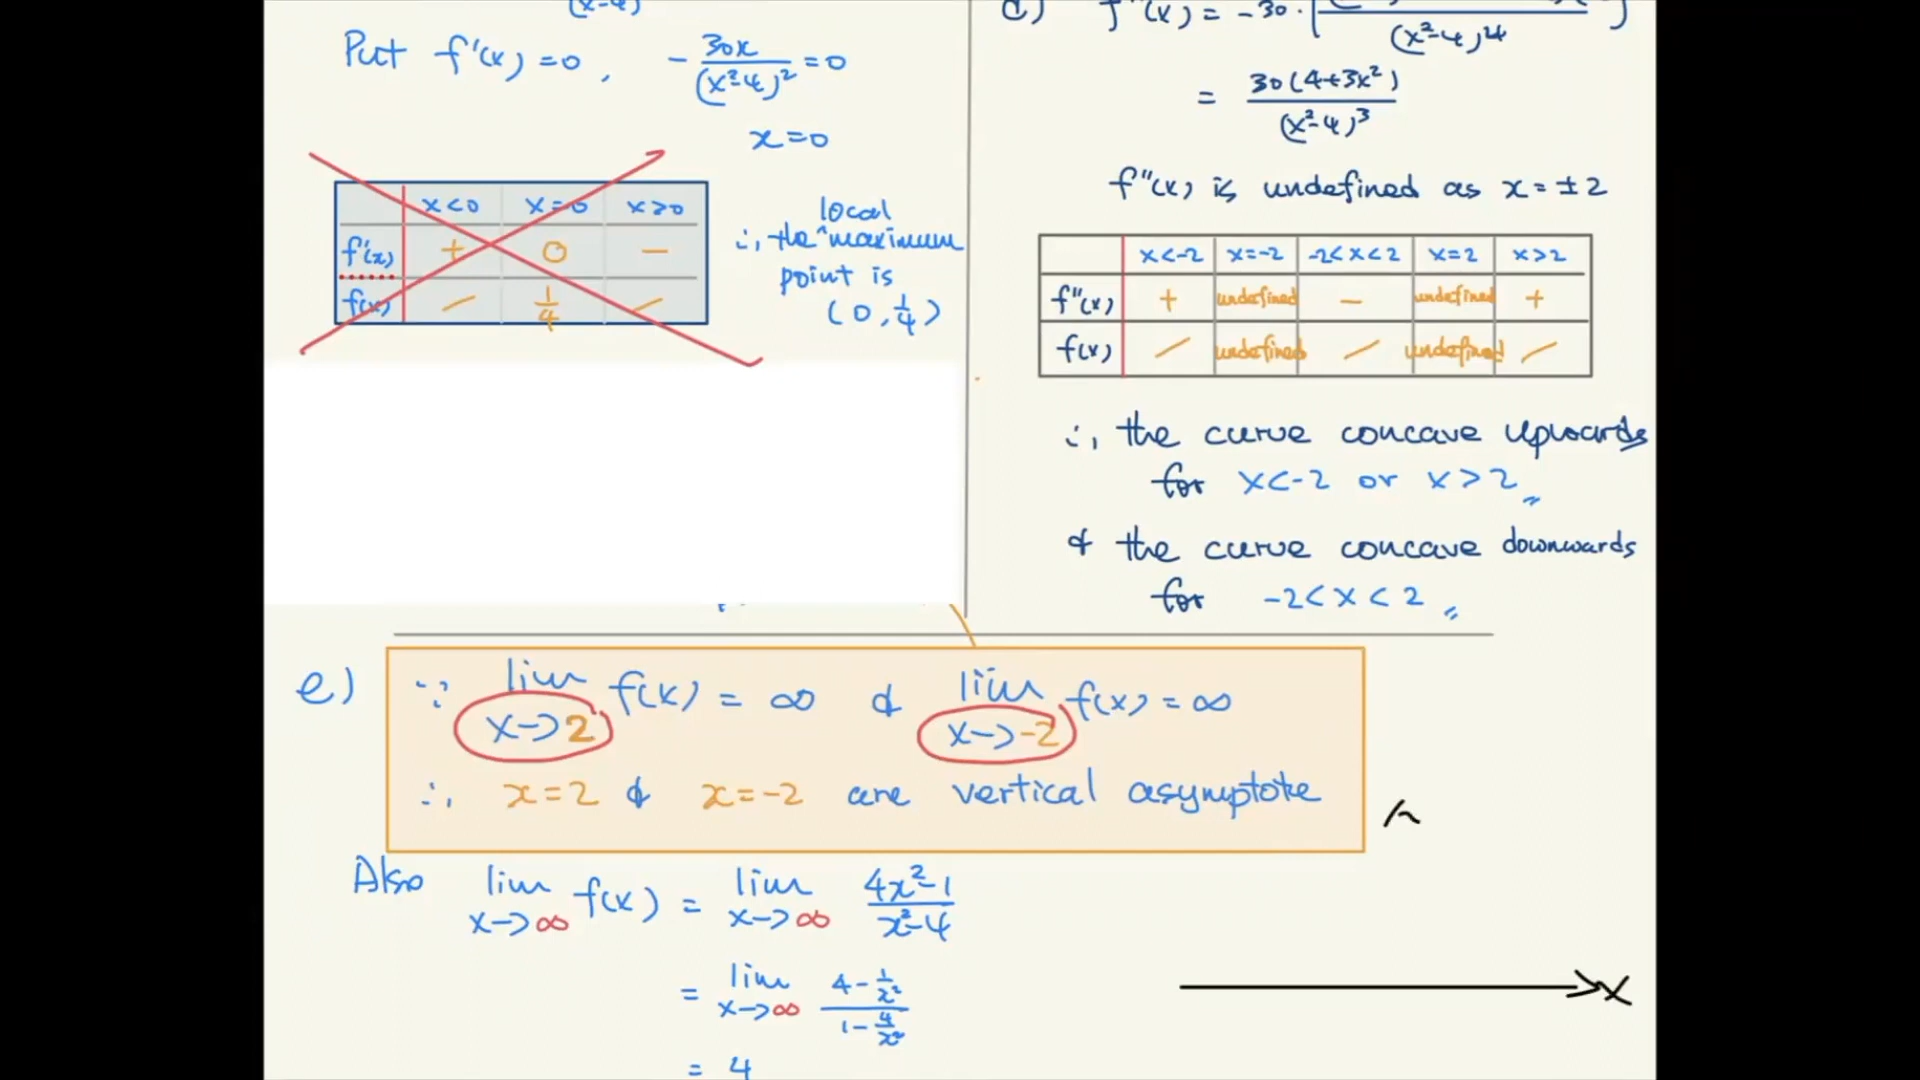 Put f'(x)=0, -30x/(x²-4)²=0
x=0
x<0 x=0 x>0
f'(x) + 0 -
f(x) 1/4
local
∴ the ^ maximum
point is
(0, 1/4)
f''(x) = -30·[
(x²-4)⁴
= 30(4+3x²)/(x²-4)³
f''(x) is undefined as x=±2
x<-2 x=-2 -2<x<2 x=2 x>2
f''(x) + undefined - undefined +
f(x) undefined undefined
∴ the curve concave upwards
for x<-2 or x>2
& the curve concave downwards
for -2<x<2
e) ∵ lim x→2 f(x) = ∞ & lim x→-2 f(x) = ∞
∴ x=2 & x=-2 are vertical asymptote
Also lim x→∞ f(x) = lim x→∞ 4x²-1/x²-4
= lim x→∞ 4-1/x²/1-4/x²
= 4
x